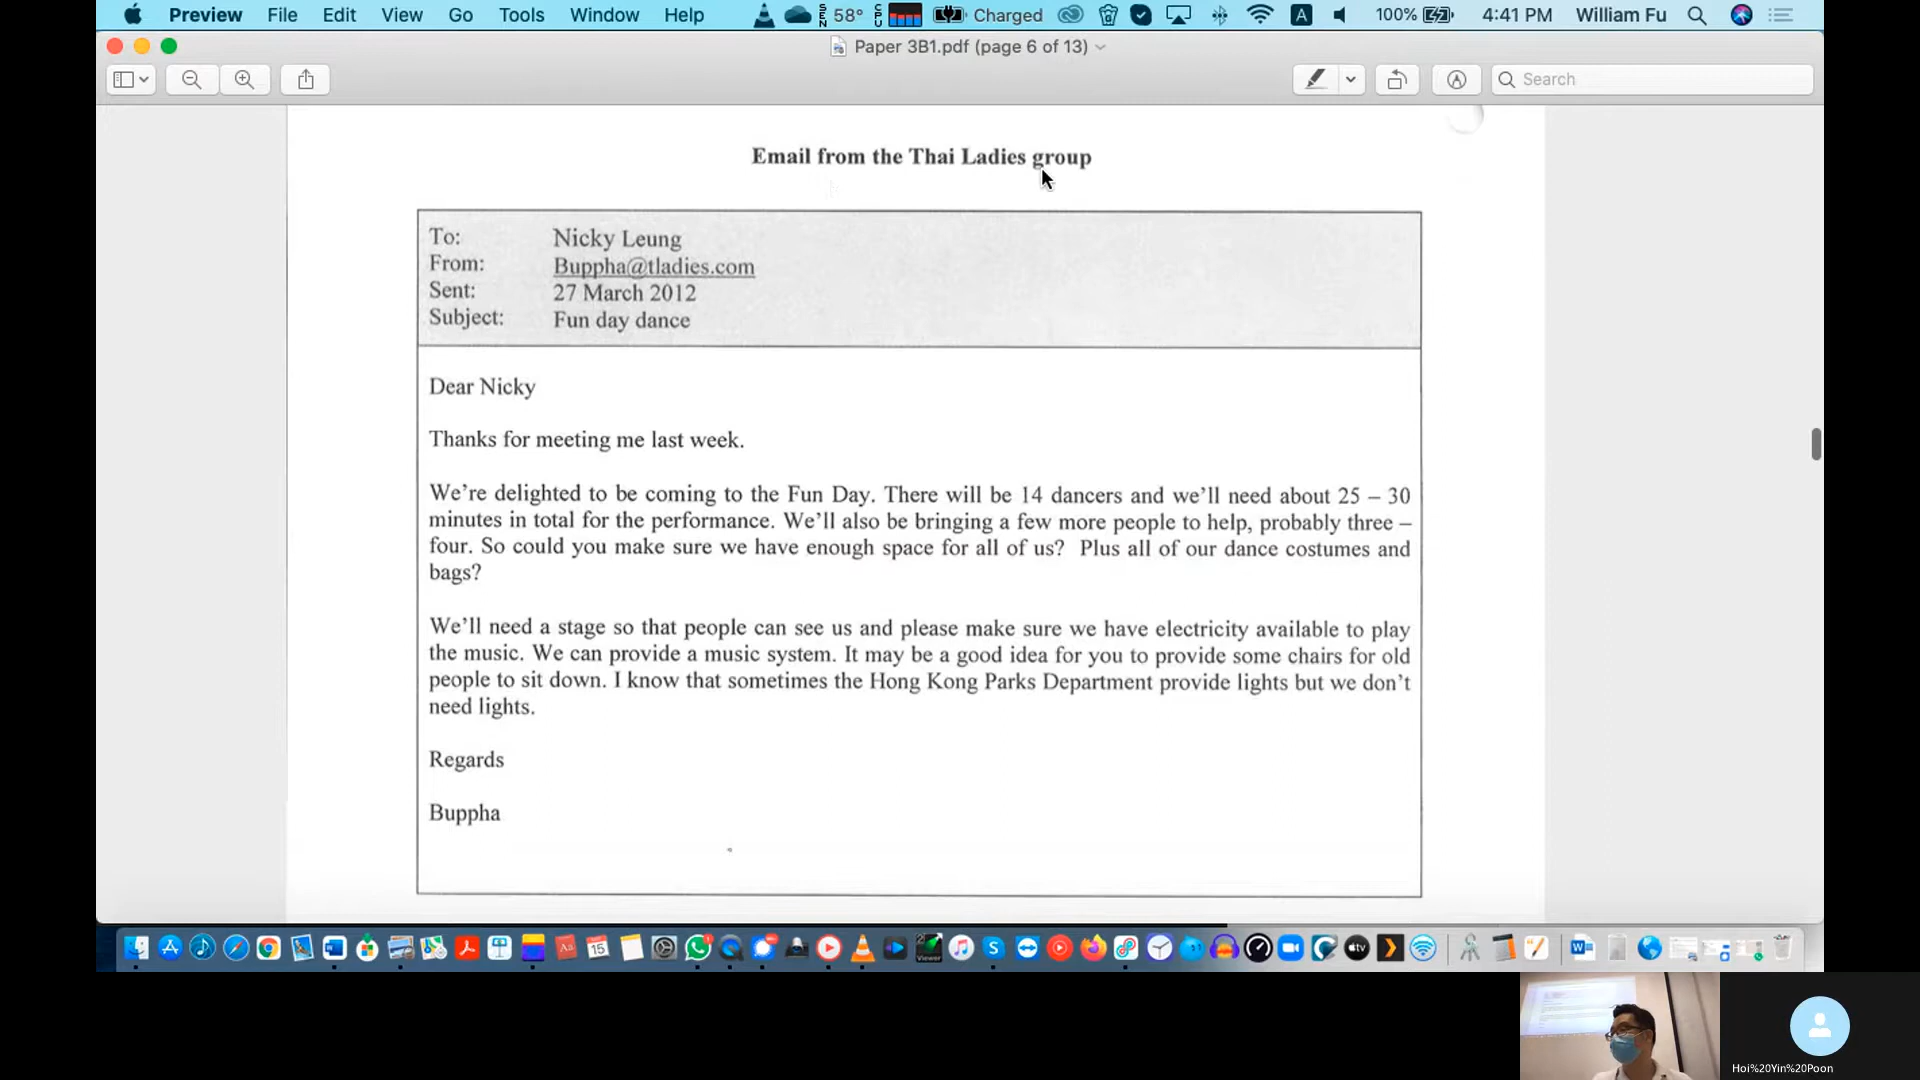 Preview File Edit View Go Tools Window Help SEN 58° CPU Charged A 100% 4:41 PM William Fu
Paper 3B1.pdf (page 6 of 13)
Search
Email from the Thai Ladies group
To: Nicky Leung
From: Buppha@tladies.com
Sent: 27 March 2012
Subject: Fun day dance
Dear Nicky
Thanks for meeting me last week.
We're delighted to be coming to the Fun Day. There will be 14 dancers and we'll need about 25 – 30
minutes in total for the performance. We'll also be bringing a few more people to help, probably three –
four. So could you make sure we have enough space for all of us? Plus all of our dance costumes and
bags?
We'll need a stage so that people can see us and please make sure we have electricity available to play
the music. We can provide a music system. It may be a good idea for you to provide some chairs for old
people to sit down. I know that sometimes the Hong Kong Parks Department provide lights but we don't
need lights.
Regards
Buppha
Hoi%20Yin%20Poon